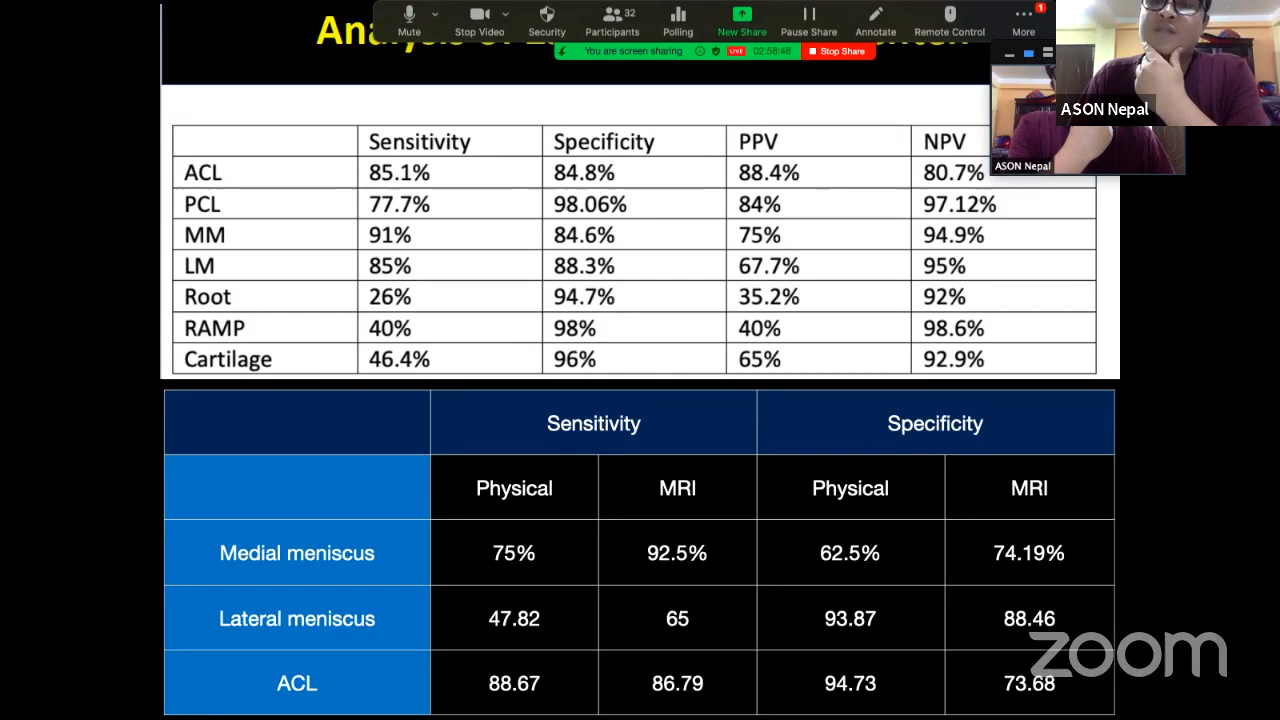 Mute Stop Video Security Participants 32 Polling New Share Pause Share Annotate Remote Control More 1
You are screen sharing LIVE 02:58:48 Stop Share
ASON Nepal
ASON Nepal
Sensitivity Specificity PPV NPV
ACL 85.1% 84.8% 88.4% 80.7%
PCL 77.7% 98.06% 84% 97.12%
MM 91% 84.6% 75% 94.9%
LM 85% 88.3% 67.7% 95%
Root 26% 94.7% 35.2% 92%
RAMP 40% 98% 40% 98.6%
Cartilage 46.4% 96% 65% 92.9%
Sensitivity Specificity
Physical MRI Physical MRI
Medial meniscus 75% 92.5% 62.5% 74.19%
Lateral meniscus 47.82 65 93.87 88.46
ACL 88.67 86.79 94.73 73.68
zoom